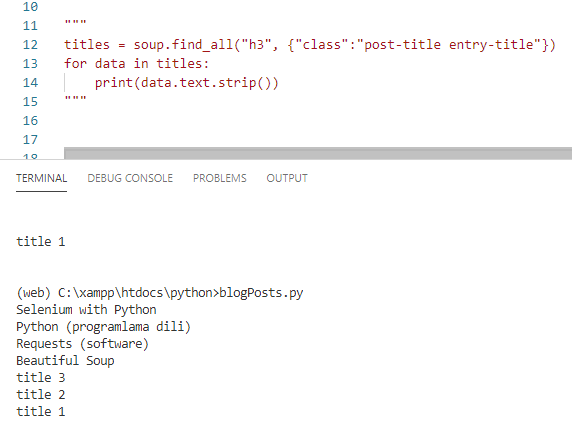 10
11 """
12 titles = soup.find_all("h3", {"class":"post-title entry-title"})
13 for data in titles:
14     print(data.text.strip())
15 """
16
17
18
TERMINAL DEBUG CONSOLE PROBLEMS OUTPUT
title 1
(web) C:\xampp\htdocs\python>blogPosts.py
Selenium with Python
Python (programlama dili)
Requests (software)
Beautiful Soup
title 3
title 2
title 1